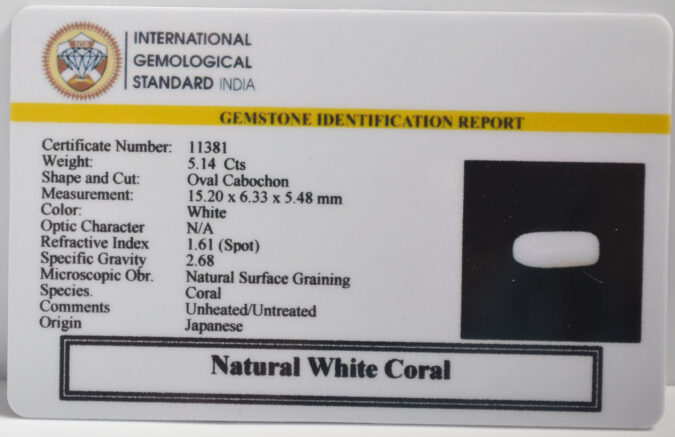 INTERNATIONAL
GEMOLOGICAL
STANDARD INDIA
GEMSTONE IDENTIFICATION REPORT
Certificate Number: 11381
Weight: 5.14 Cts
Shape and Cut: Oval Cabochon
Measurement: 15.20 x 6.33 x 5.48 mm
Color: White
Optic Character N/A
Refractive Index 1.61 (Spot)
Specific Gravity 2.68
Microscopic Obr. Natural Surface Graining
Species. Coral
Comments Unheated/Untreated
Origin Japanese
Natural White Coral